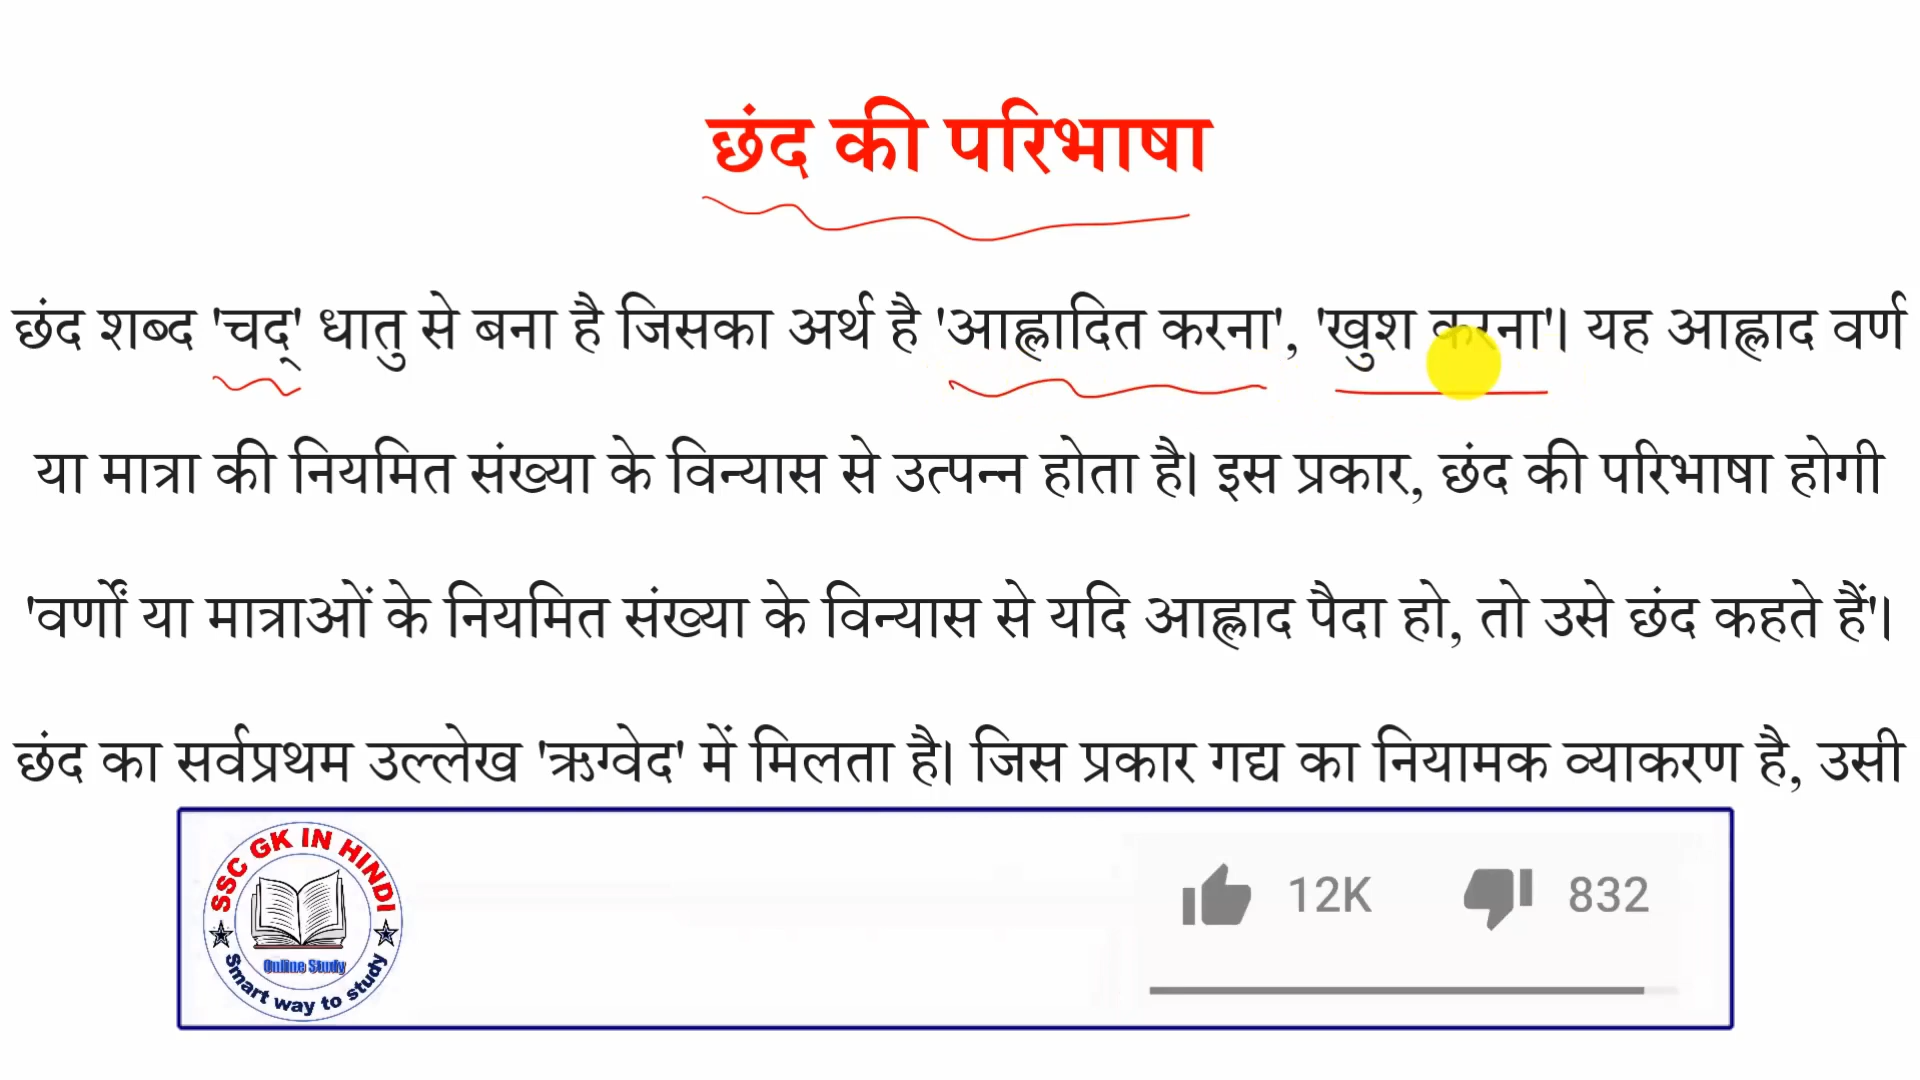 छंद की परिभाषा
छंद शब्द 'चद्' धातु से बना है जिसका अर्थ है 'आह्लादित करना', 'खुश करना'। यह आह्लाद वर्ण
या मात्रा की नियमित संख्या के विन्यास से उत्पन्न होता है। इस प्रकार, छंद की परिभाषा होगी
'वर्णों या मात्राओं के नियमित संख्या के विन्यास से यदि आह्लाद पैदा हो, तो उसे छंद कहते हैं'।
छंद का सर्वप्रथम उल्लेख 'ऋग्वेद' में मिलता है। जिस प्रकार गद्य का नियामक व्याकरण है, उसी
SSC GK IN HINDI
Online Study
Smart way to study
12K 832